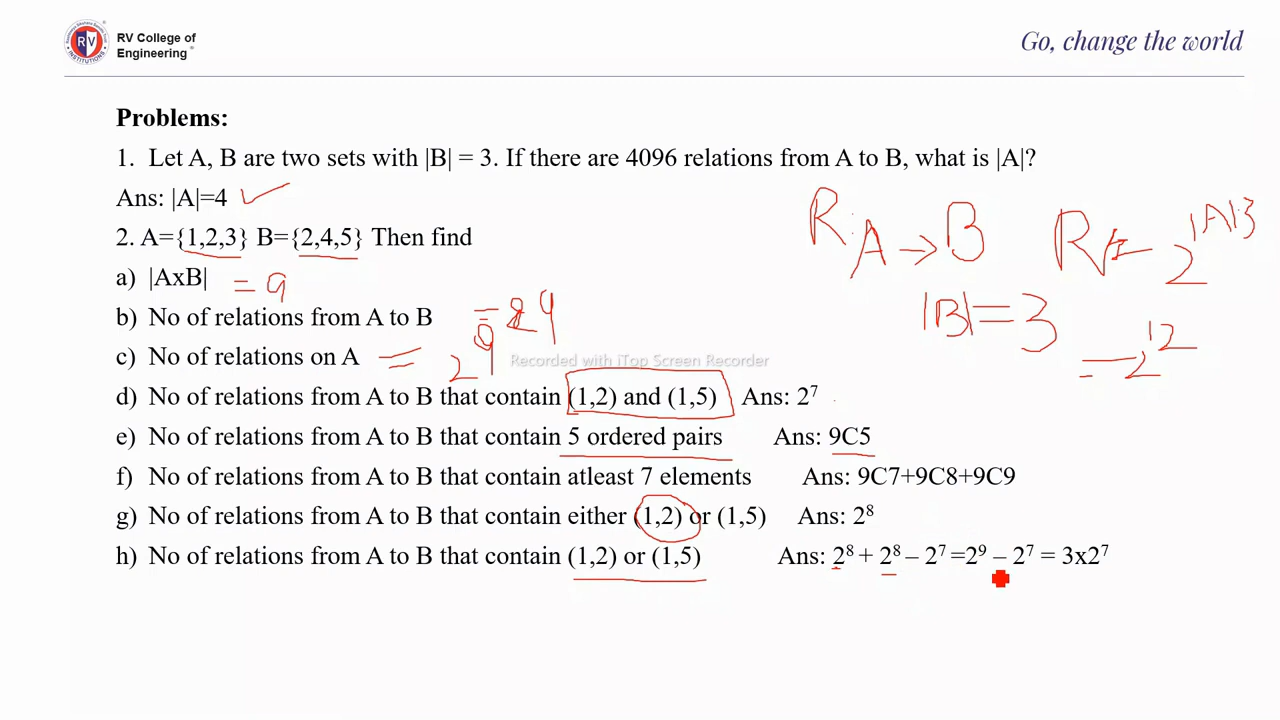 RV College of
Engineering
Go, change the world
Problems:
1. Let A, B are two sets with |B| = 3. If there are 4096 relations from A to B, what is |A|?
Ans: |A|=4
2. A={1,2,3} B={2,4,5} Then find
a) |AxB| = 9
b) No of relations from A to B = 2⁹
c) No of relations on A = 2⁹
d) No of relations from A to B that contain (1,2) and (1,5) Ans: 2⁷
e) No of relations from A to B that contain 5 ordered pairs Ans: 9C5
f) No of relations from A to B that contain atleast 7 elements Ans: 9C7+9C8+9C9
g) No of relations from A to B that contain either (1,2) or (1,5) Ans: 2⁸
h) No of relations from A to B that contain (1,2) or (1,5) Ans: 2⁸ + 2⁸ – 2⁷ =2⁹ – 2⁷ = 3x2⁷
R: A → B
|B| = 3
= 2¹²
Recorded with iTop Screen Recorder